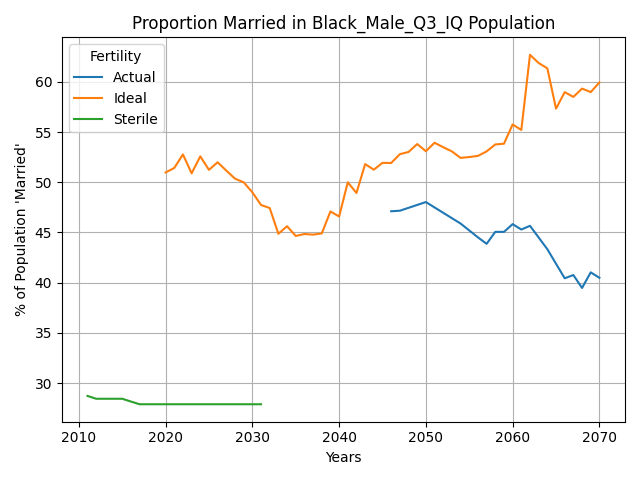 Proportion Married in Black_Male_Q3_IQ Population
Fertility
Actual
Ideal
Sterile
% of Population 'Married'
60
55
50
45
40
35
30
2010 2020 2030 2040 2050 2060 2070
Years